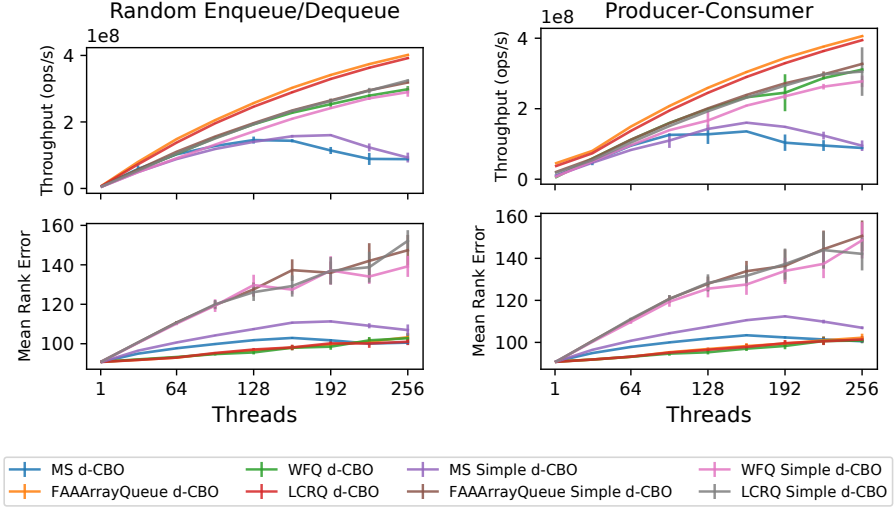 Random Enqueue/Dequeue
Producer-Consumer
1e8
1e8
Throughput (ops/s)
4
2
0
Throughput (ops/s)
4
2
0
Mean Rank Error
160
140
120
100
Mean Rank Error
160
140
120
100
1 64 128 192 256
1 64 128 192 256
Threads
Threads
MS d-CBO
WFQ d-CBO
MS Simple d-CBO
WFQ Simple d-CBO
FAAArrayQueue d-CBO
LCRQ d-CBO
FAAArrayQueue Simple d-CBO
LCRQ Simple d-CBO